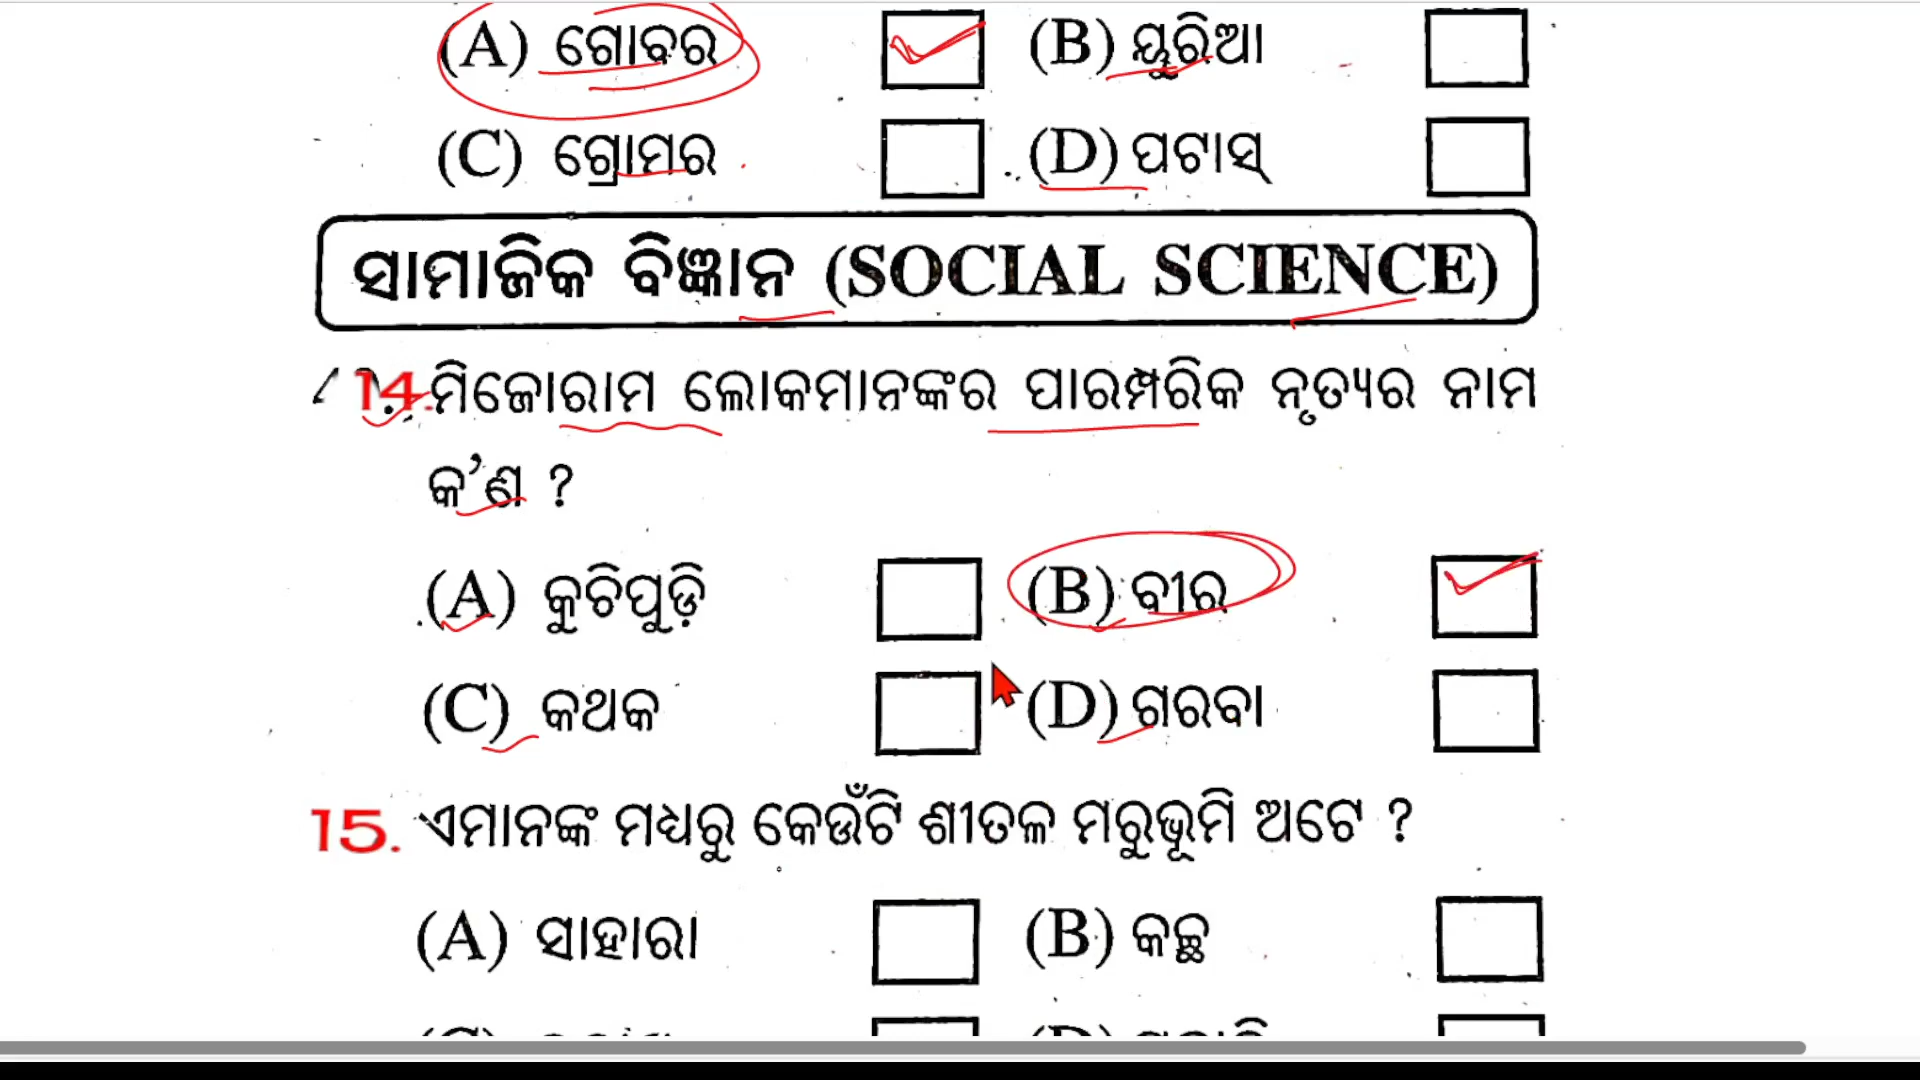 (A) ଗୋବର (B) ୟୁରିଆ
(C) ଗ୍ରୋମର (D) ପଟାସ୍
ସାମାଜିକ ବିଜ୍ଞାନ (SOCIAL SCIENCE)
14. ମିଜୋରାମ ଲୋକମାନଙ୍କର ପାରମ୍ପରିକ ନୃତ୍ୟର ନାମ
କ'ଣ ?
(A) କୁଚିପୁଡ଼ି (B) ବୀର
(C) କଥକ (D) ଗରବା
15. ଏମାନଙ୍କ ମଧ୍ୟରୁ କେଉଁଟି ଶୀତଳ ମରୁଭୂମି ଅଟେ ?
(A) ସାହାରା (B) କଚ୍ଛ